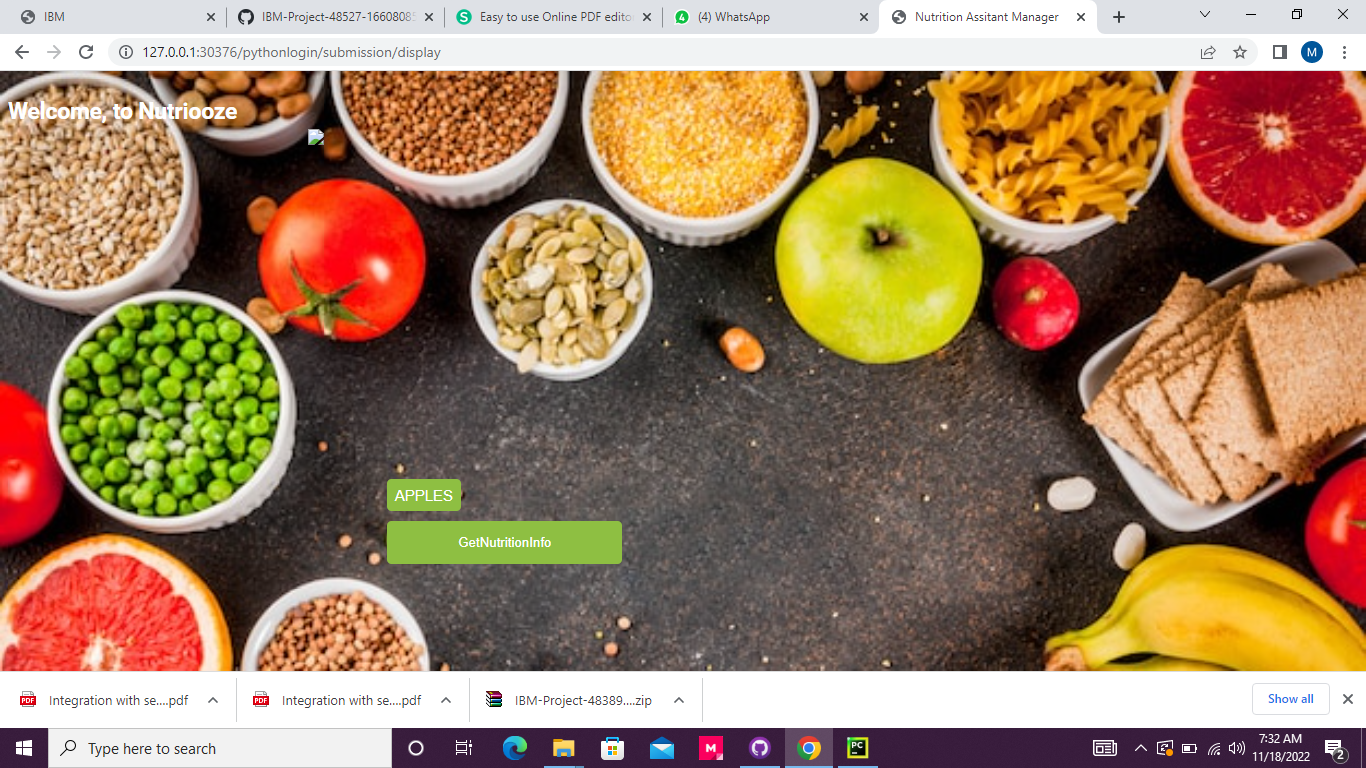 IBM
IBM-Project-48527-16608085
Easy to use Online PDF editor
(4) WhatsApp
Nutrition Assitant Manager
127.0.0.1:30376/pythonlogin/submission/display
M
Welcome, to Nutriooze
APPLES
GetNutritionInfo
Integration with se....pdf
Integration with se....pdf
IBM-Project-48389....zip
Show all
Type here to search
7:32 AM
11/18/2022
2